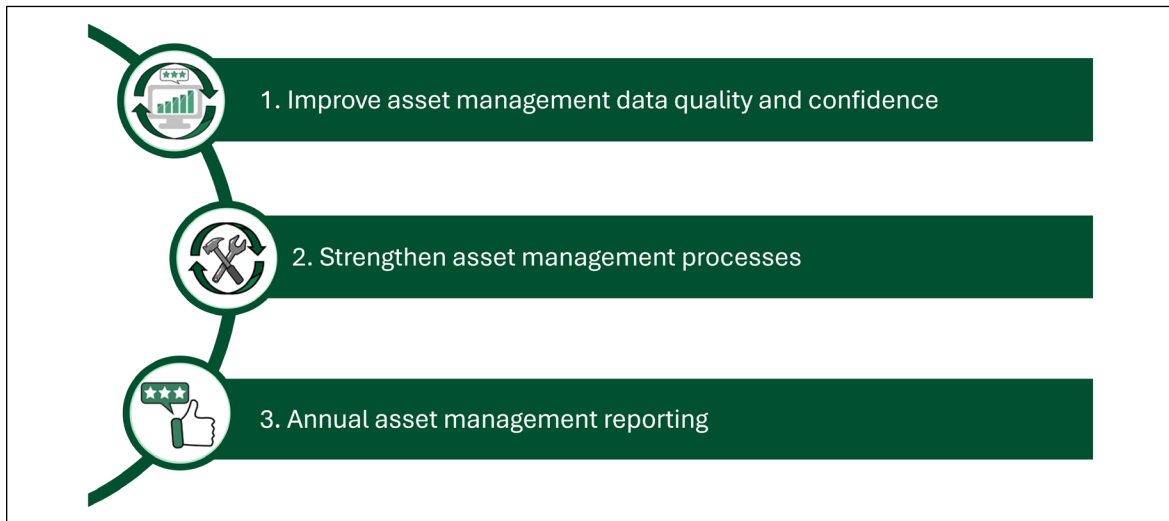 1. Improve asset management data quality and confidence
2. Strengthen asset management processes
3. Annual asset management reporting